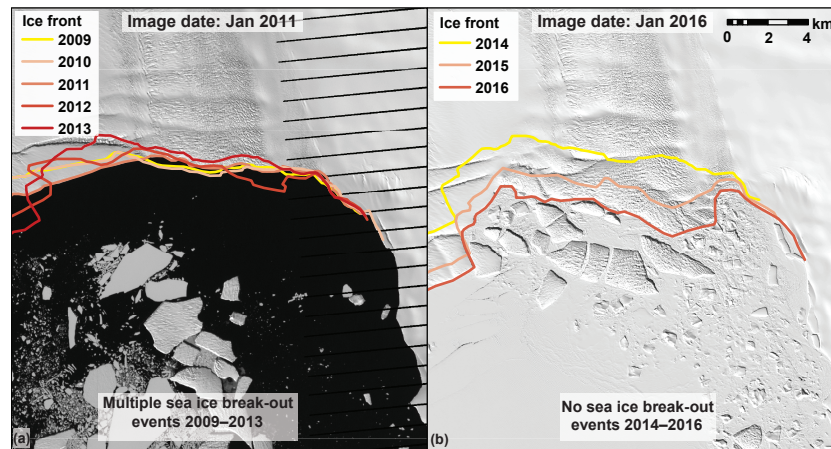 Ice front
2009
2010
2011
2012
2013
Image date: Jan 2011
Multiple sea ice break-out
events 2009–2013
(a)
Ice front
2014
2015
2016
Image date: Jan 2016
0 2 4
km
No sea ice break-out
events 2014–2016
(b)